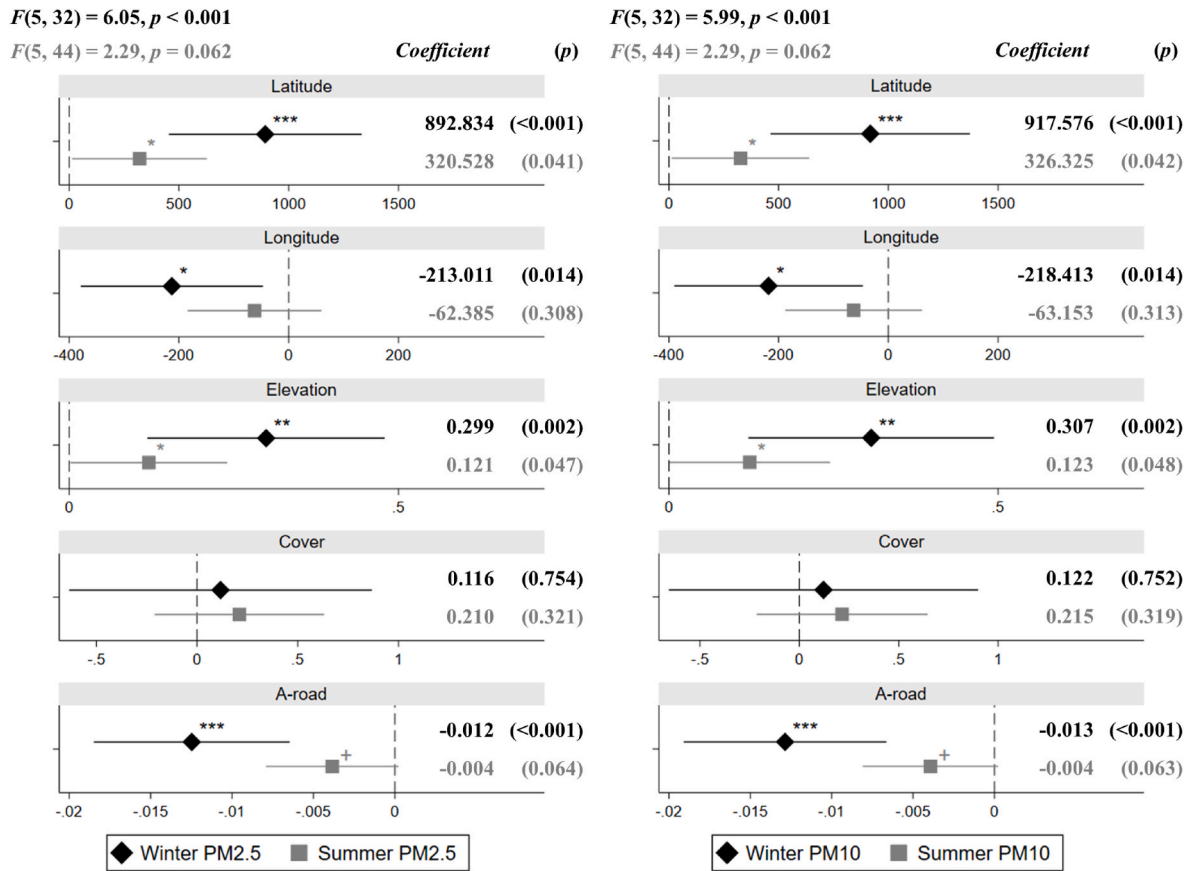 F(5, 32) = 6.05, p < 0.001
F(5, 44) = 2.29, p = 0.062 Coefficient (p)
Latitude
*** 892.834 (<0.001)
* 320.528 (0.041)
0 500 1000 1500
Longitude
* -213.011 (0.014)
-62.385 (0.308)
-400 -200 0 200
Elevation
** 0.299 (0.002)
* 0.121 (0.047)
0 .5
Cover
0.116 (0.754)
0.210 (0.321)
-.5 0 .5 1
A-road
*** -0.012 (<0.001)
+ -0.004 (0.064)
-.02 -.015 -.01 -.005 0
Winter PM2.5 Summer PM2.5
F(5, 32) = 5.99, p < 0.001
F(5, 44) = 2.29, p = 0.062 Coefficient (p)
Latitude
*** 917.576 (<0.001)
* 326.325 (0.042)
0 500 1000 1500
Longitude
* -218.413 (0.014)
-63.153 (0.313)
-400 -200 0 200
Elevation
** 0.307 (0.002)
* 0.123 (0.048)
0 .5
Cover
0.122 (0.752)
0.215 (0.319)
-.5 0 .5 1
A-road
*** -0.013 (<0.001)
+ -0.004 (0.063)
-.02 -.015 -.01 -.005 0
Winter PM10 Summer PM10